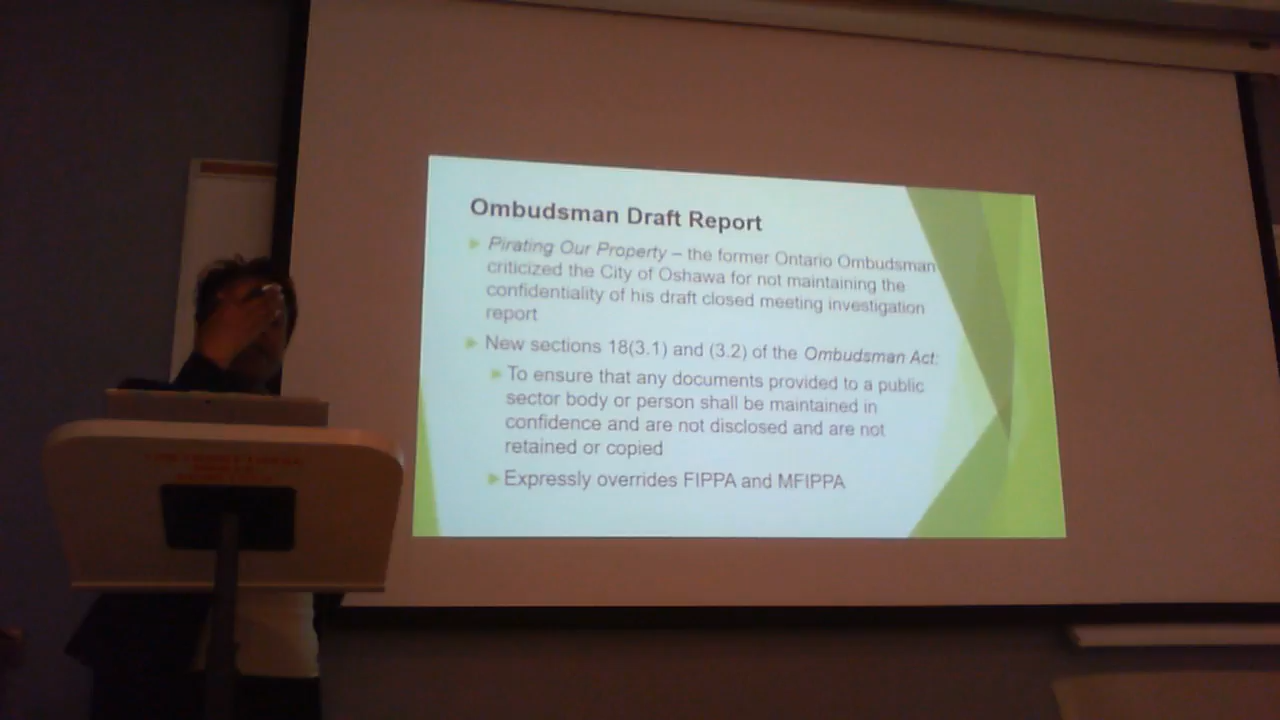 Ombudsman Draft Report
Pirating Our Property – the former Ontario Ombudsman
criticized the City of Oshawa for not maintaining the
confidentiality of his draft closed meeting investigation
report
New sections 18(3.1) and (3.2) of the Ombudsman Act:
To ensure that any documents provided to a public
sector body or person shall be maintained in
confidence and are not disclosed and are not
retained or copied
Expressly overrides FIPPA and MFIPPA